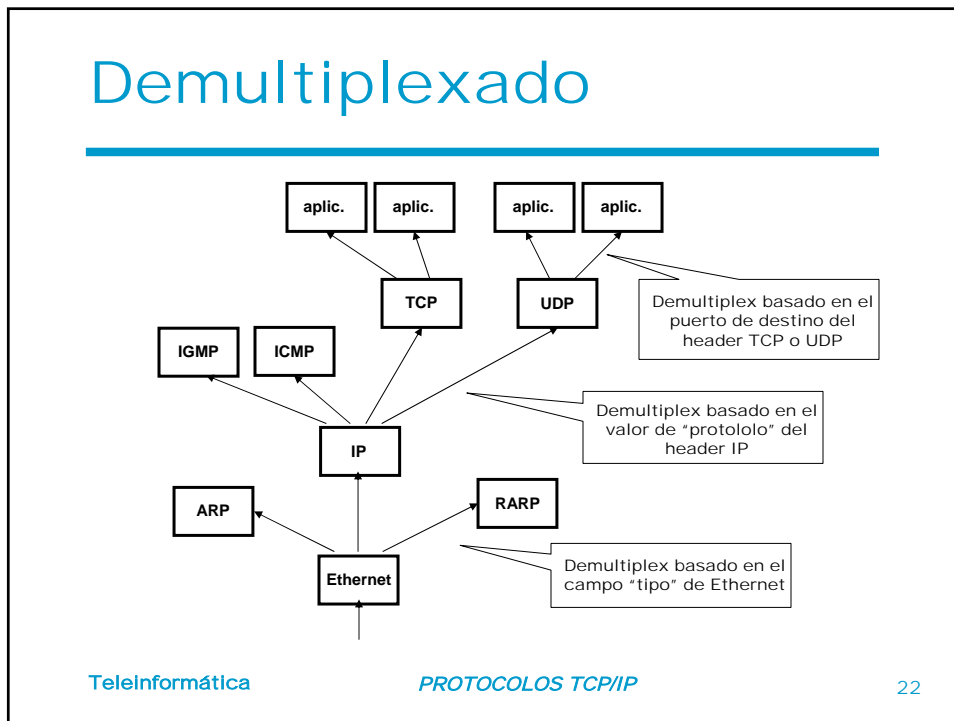 Demultiplexado
aplic. aplic. aplic. aplic.
TCP UDP
Demultiplex basado en el
puerto de destino del
header TCP o UDP
IGMP ICMP
Demultiplex basado en el
valor de "protololo" del
header IP
IP
ARP RARP
Ethernet
Demultiplex basado en el
campo "tipo" de Ethernet
Teleinformática PROTOCOLOS TCP/IP 22